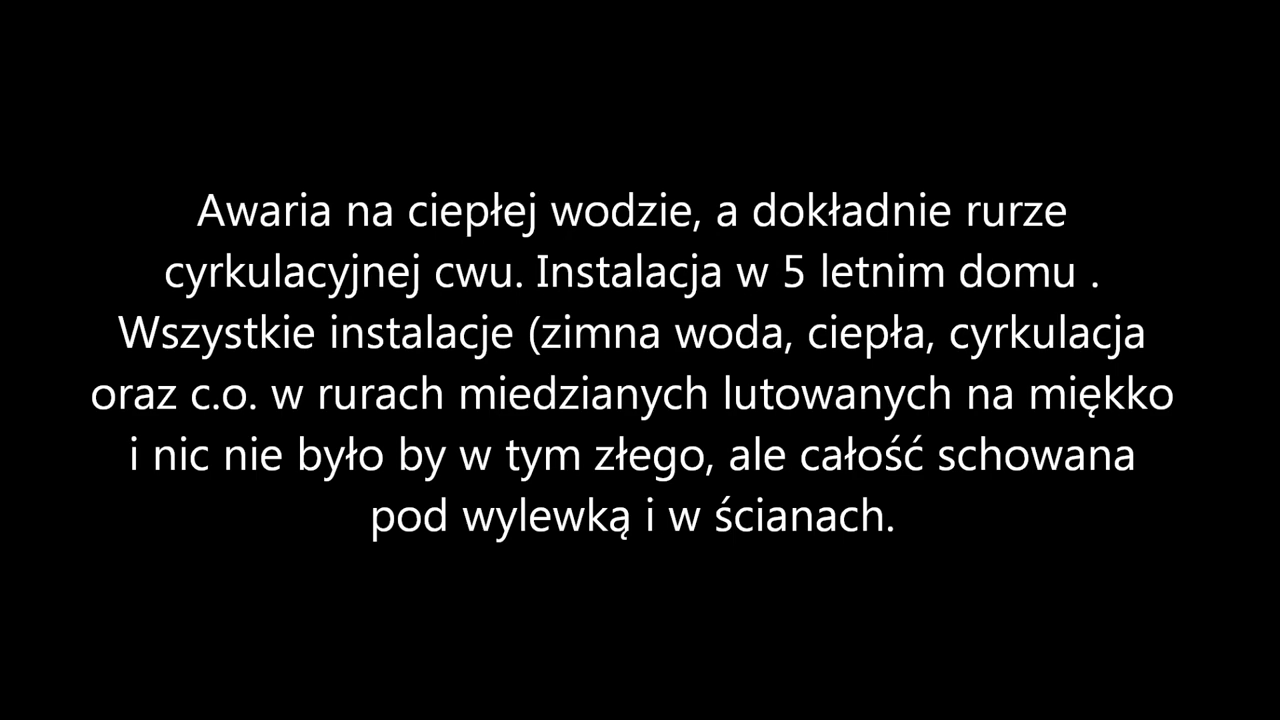 Awaria na ciepłej wodzie, a dokładnie rurze
cyrkulacyjnej cwu. Instalacja w 5 letnim domu .
Wszystkie instalacje (zimna woda, ciepła, cyrkulacja
oraz c.o. w rurach miedzianych lutowanych na miękko
i nic nie było by w tym złego, ale całość schowana
pod wylewką i w ścianach.